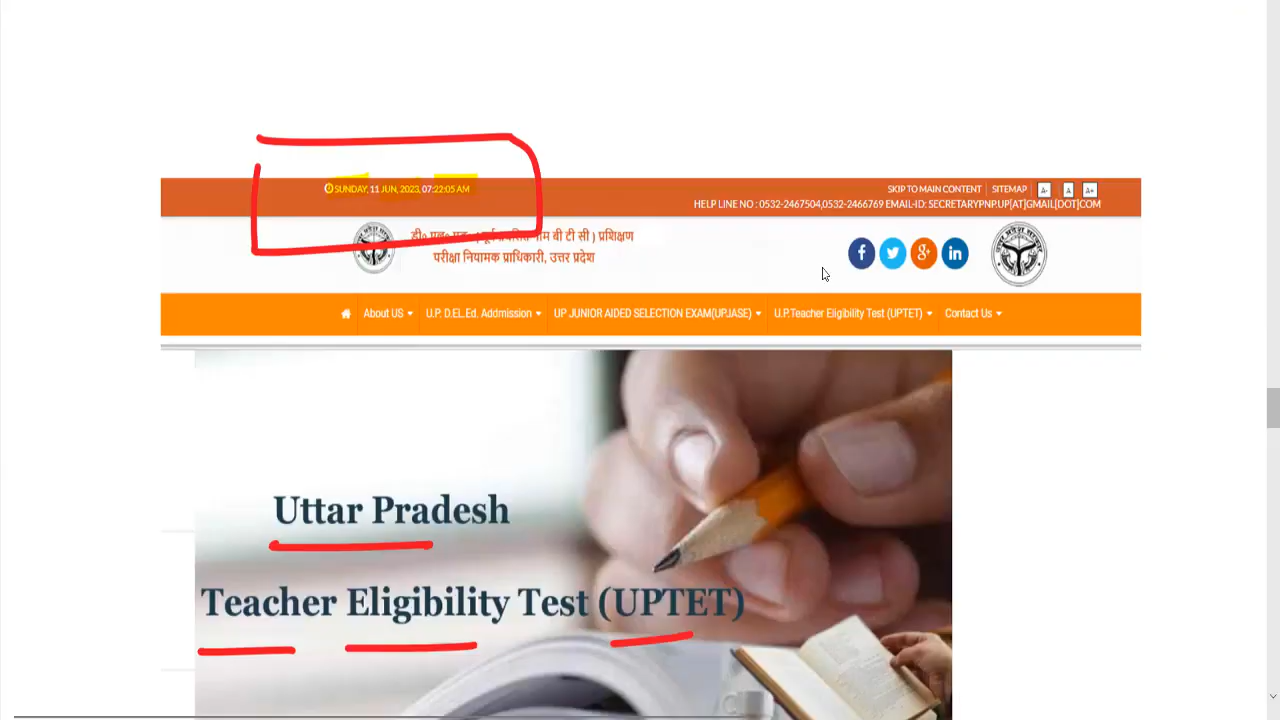 SUNDAY, 11 JUN, 2023, 07:22:05 AM
SKIP TO MAIN CONTENT SITEMAP A- A A+
HELP LINE NO : 0532-2467504,0532-2466769 EMAIL-ID: SECRETARYPNP.UP[AT]GMAIL[DOT]COM
डी० एल० बी टी सी ) प्रशिक्षण
परीक्षा नियामक प्राधिकारी, उत्तर प्रदेश
f g+ in
About US U.P. D.EL.Ed. Addmission UP JUNIOR AIDED SELECTION EXAM(UPJASE) U.P.Teacher Eligibility Test (UPTET) Contact Us
Uttar Pradesh
Teacher Eligibility Test (UPTET)